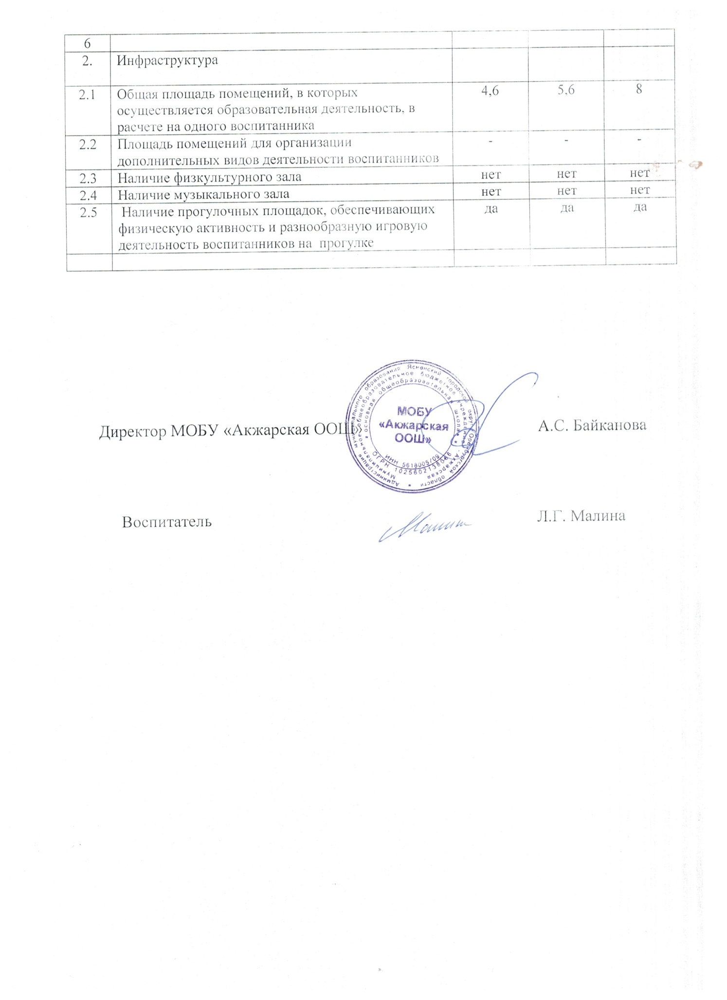 6
2. Инфраструктура
2.1 Общая площадь помещений, в которых 4,6 5,6 8
осуществляется образовательная деятельность, в
расчете на одного воспитанника
2.2 Площадь помещений для организации - - -
дополнительных видов деятельности воспитанников
2.3 Наличие физкультурного зала нет нет нет
2.4 Наличие музыкального зала нет нет нет
2.5 Наличие прогулочных площадок, обеспечивающих да да да
физическую активность и разнообразную игровую
деятельность воспитанников на прогулке
Администрация муниципального образования Ясненский городской округ Оренбургской области *
Муниципальное общеобразовательное бюджетное учреждение "Акжарская
основная общеобразовательная школа" *
МОБУ
«Акжарская
ООШ»
ИНН
ОГРН 1025602138066
Директор МОБУ «Акжарская ООШ» А.С. Байканова
Воспитатель Л.Г. Малина